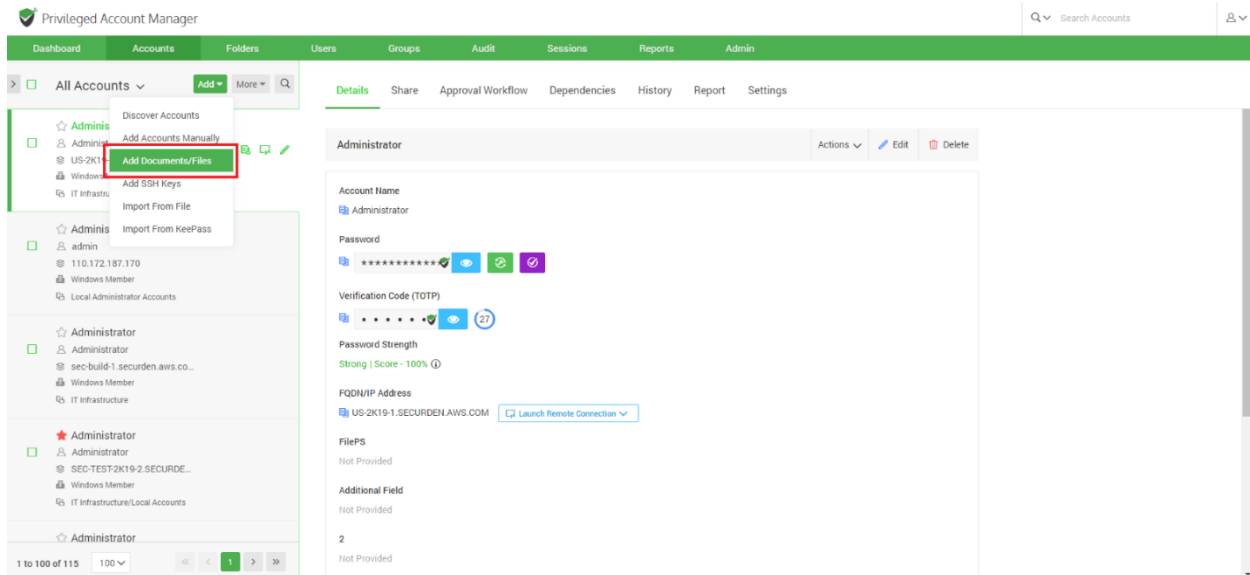 Privileged Account Manager
Search Accounts
Dashboard Accounts Folders Users Groups Audit Sessions Reports Admin
All Accounts Add More
Discover Accounts
Add Accounts Manually
Add Documents/Files
Add SSH Keys
Import From File
Import From KeePass
Adminis
Administ
US-2K19-
Windows
IT Infrastru
Adminis
admin
110.172.187.170
Windows Member
Local Administrator Accounts
Administrator
Administrator
sec-build-1.securden.aws.co...
Windows Member
IT Infrastructure
Administrator
Administrator
SEC-TEST-2K19-2.SECURDE...
Windows Member
IT Infrastructure/Local Accounts
Administrator
1 to 100 of 115 100 « < 1 > »
Details Share Approval Workflow Dependencies History Report Settings
Administrator Actions Edit Delete
Account Name
Administrator
Password
************
Verification Code (TOTP)
• • • • • • 27
Password Strength
Strong | Score - 100%
FQDN/IP Address
US-2K19-1.SECURDEN.AWS.COM Launch Remote Connection
FilePS
Not Provided
Additional Field
Not Provided
2
Not Provided